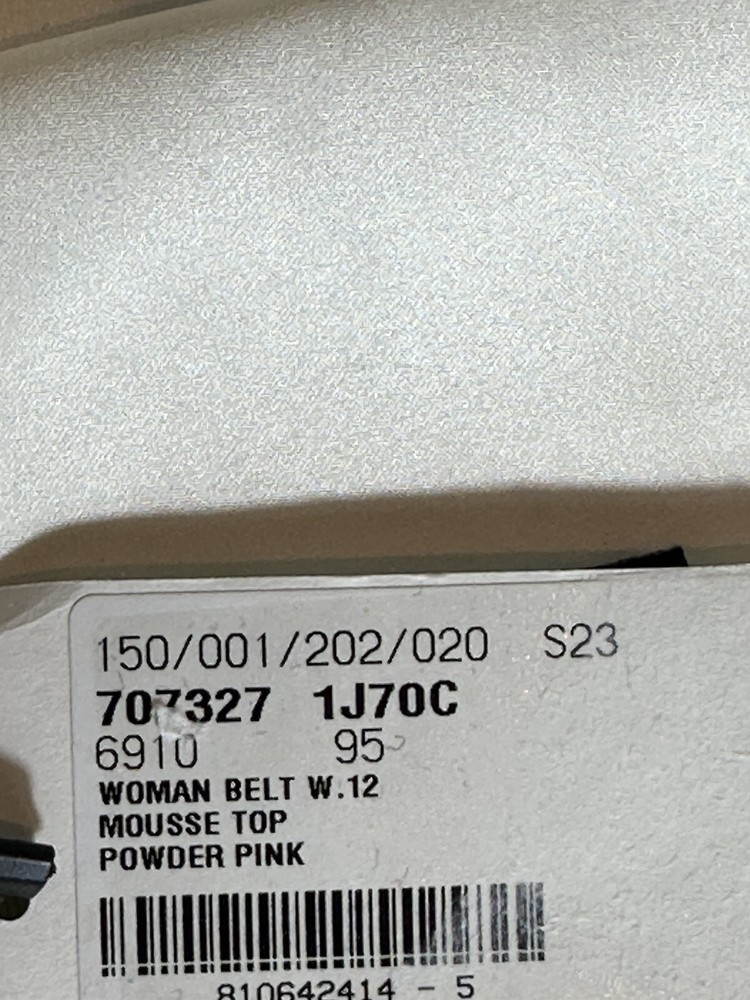 150/001/202/020 S23
707327 1J70C
6910 95
WOMAN BELT W.12
MOUSSE TOP
POWDER PINK
810642414 - 5